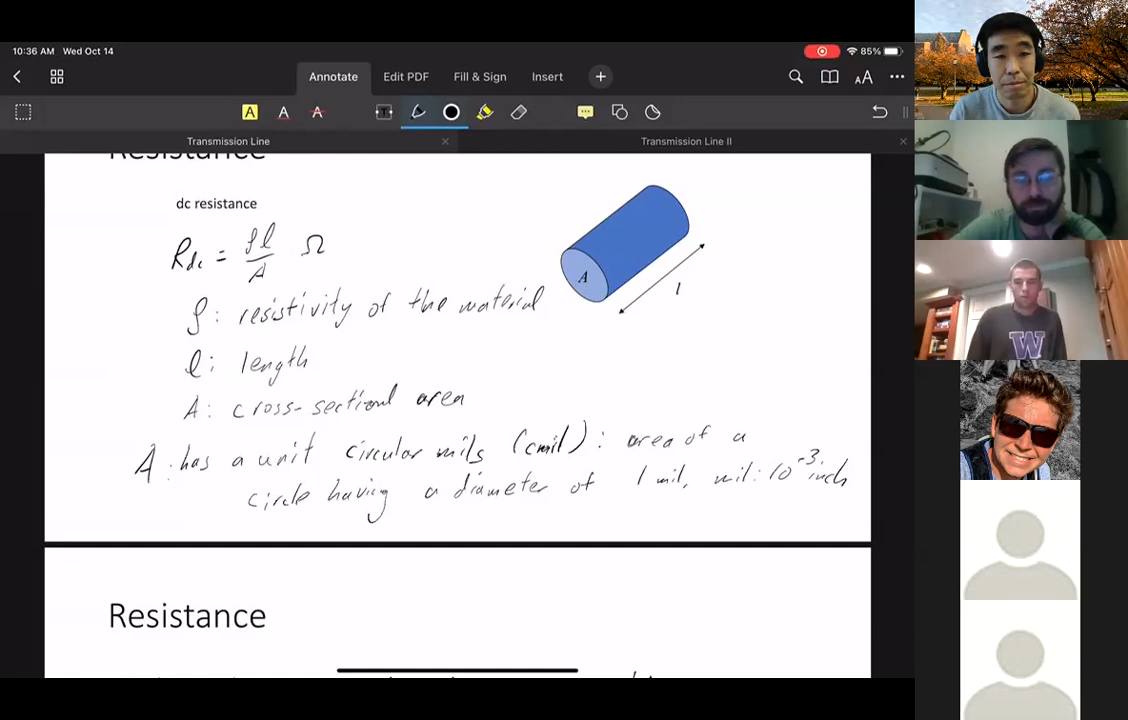 10:36 AM Wed Oct 14
85%
Annotate Edit PDF Fill & Sign Insert
A A A T AA
Transmission Line
Transmission Line II
Resistance
dc resistance
Rdc = ρl/A Ω
A
l
ρ: resistivity of the material
l: length
A: cross-sectional area
A: has a unit circular mils (cmil): area of a
circle having a diameter of 1 mil, mil: 10^-3 inch
Resistance
W